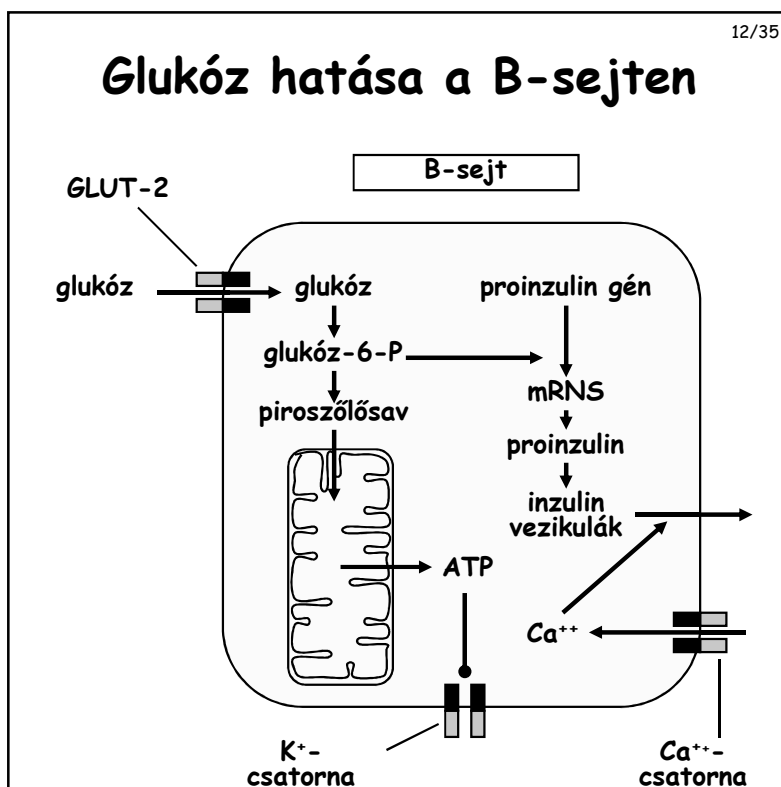 12/35
Glukóz hatása a B-sejten
B-sejt
GLUT-2
glukóz
glukóz
proinzulin gén
glukóz-6-P
mRNS
piroszőlősav
proinzulin
inzulin
vezikulák
ATP
Ca⁺⁺
K⁺-
csatorna
Ca⁺⁺-
csatorna